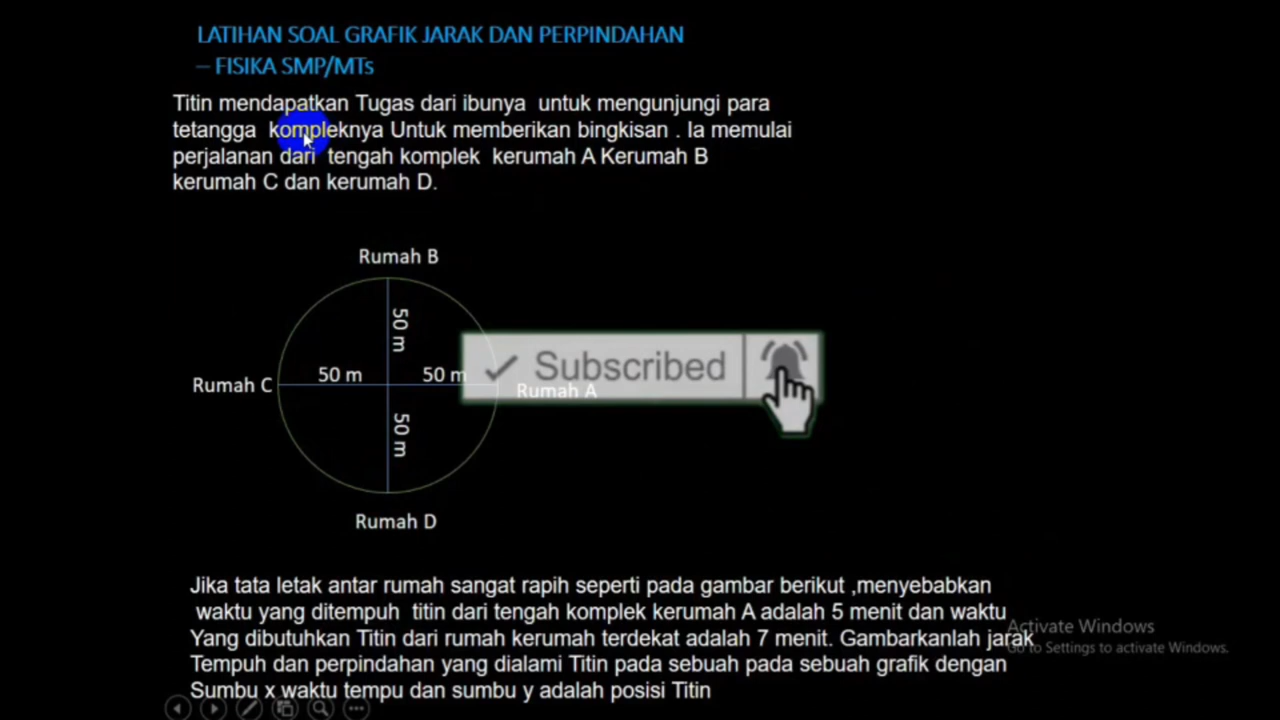 LATIHAN SOAL GRAFIK JARAK DAN PERPINDAHAN
– FISIKA SMP/MTs
Titin mendapatkan Tugas dari ibunya untuk mengunjungi para
tetangga kompleknya Untuk memberikan bingkisan . Ia memulai
perjalanan dari tengah komplek kerumah A Kerumah B
kerumah C dan kerumah D.
Rumah B
50 m
50 m
50 m
Subscribed
Rumah C
Rumah A
50 m
Rumah D
Jika tata letak antar rumah sangat rapih seperti pada gambar berikut ,menyebabkan
waktu yang ditempuh titin dari tengah komplek kerumah A adalah 5 menit dan waktu
Yang dibutuhkan Titin dari rumah kerumah terdekat adalah 7 menit. Gambarkanlah jarak
Tempuh dan perpindahan yang dialami Titin pada sebuah pada sebuah grafik dengan
Sumbu x waktu tempu dan sumbu y adalah posisi Titin
Activate Windows
Go to Settings to activate Windows.